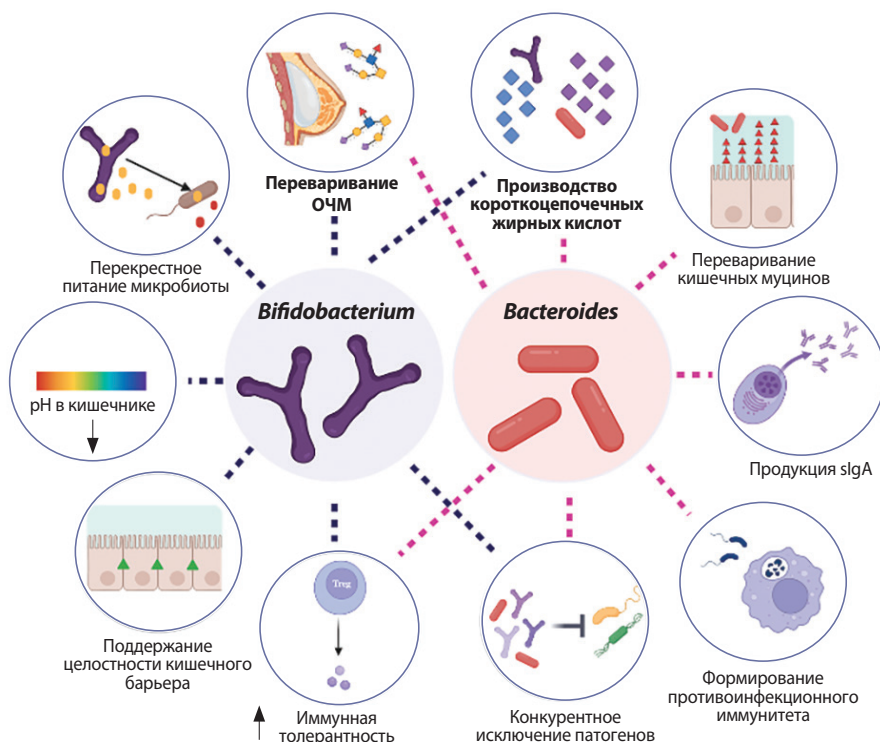 Переваривание
ОЧМ
Производство
короткоцепочечных
жирных кислот
Перекрестное
питание микробиоты
Переваривание
кишечных муцинов
Bifidobacterium
Bacteroides
pH в кишечнике
Продукция sIgA
Treg
Поддержание
целостности кишечного
барьера
Иммунная
толерантность
Конкурентное
исключение патогенов
Формирование
противоинфекционного
иммунитета